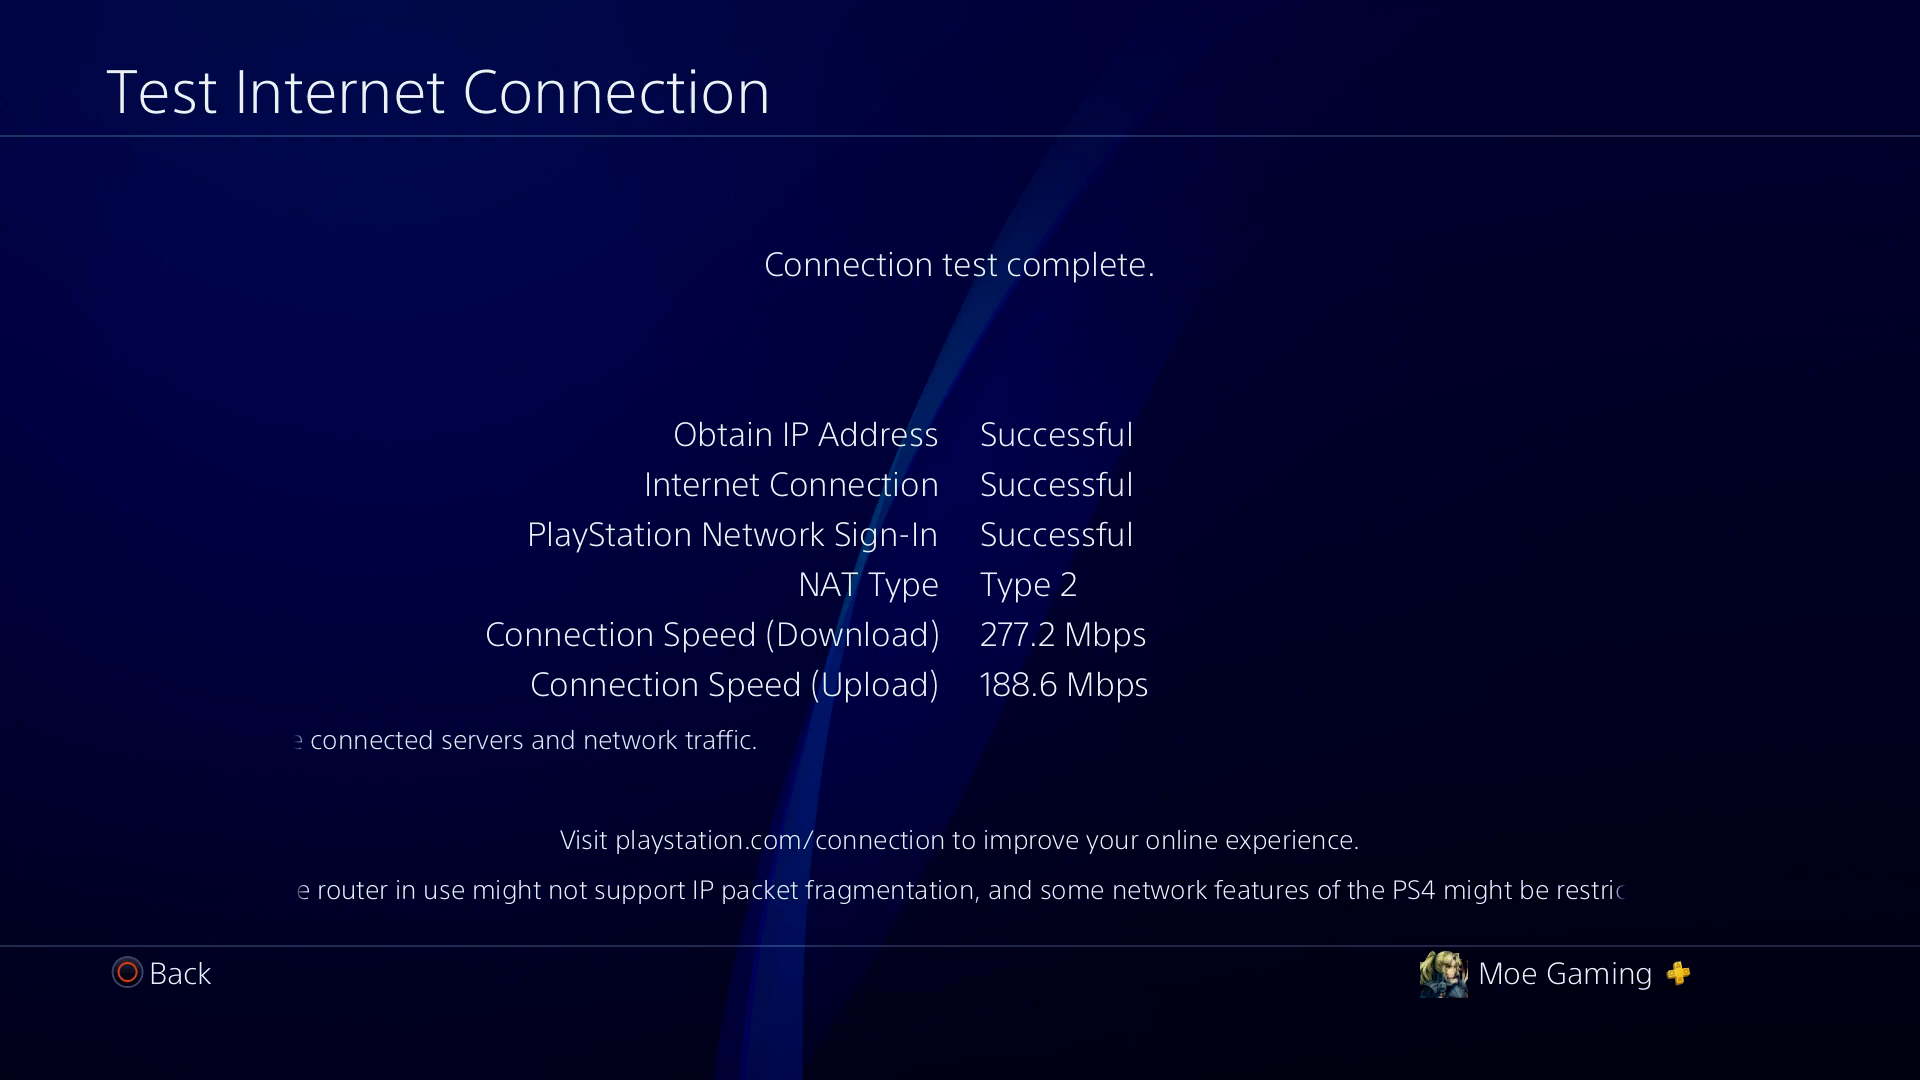 Test Internet Connection
Connection test complete.
Obtain IP Address Successful
Internet Connection Successful
PlayStation Network Sign-In Successful
NAT Type Type 2
Connection Speed (Download) 277.2 Mbps
Connection Speed (Upload) 188.6 Mbps
connected servers and network traffic.
Visit playstation.com/connection to improve your online experience.
router in use might not support IP packet fragmentation, and some network features of the PS4 might be
Back
Moe Gaming